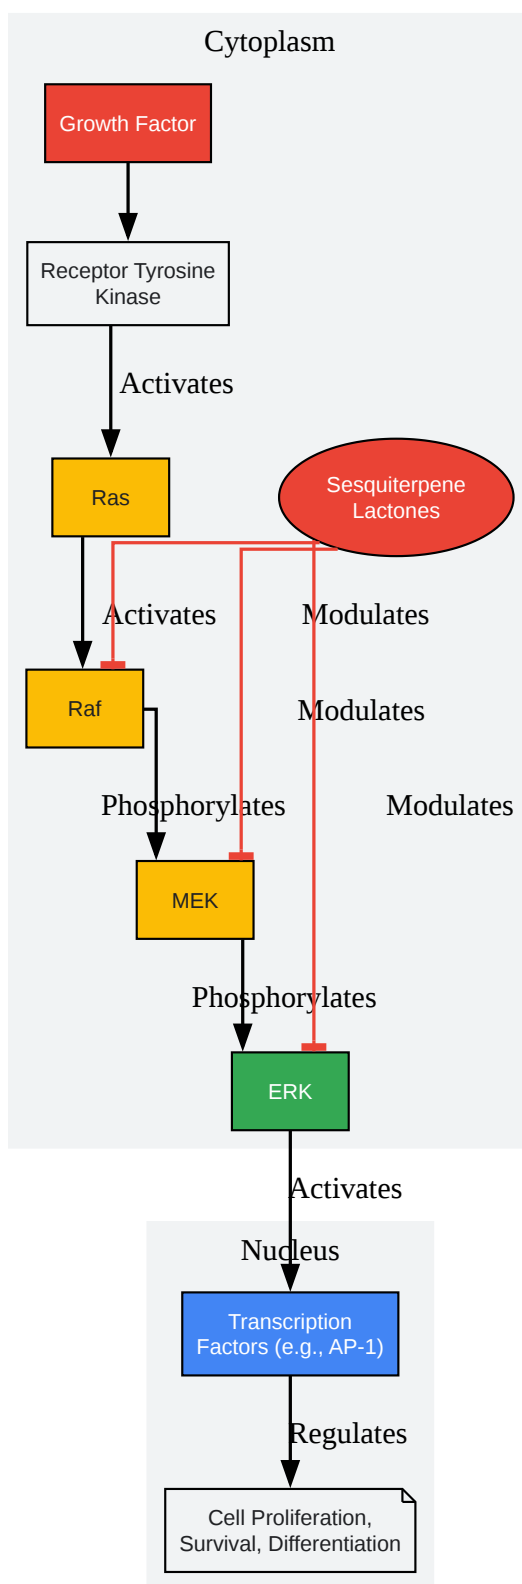 Cytoplasm
Growth Factor
Receptor Tyrosine
Kinase
Activates
Ras
Sesquiterpene
Lactones
Activates
Modulates
Raf
Modulates
Phosphorylates
Modulates
MEK
Phosphorylates
ERK
Activates
Nucleus
Transcription
Factors (e.g., AP-1)
Regulates
Cell Proliferation,
Survival, Differentiation